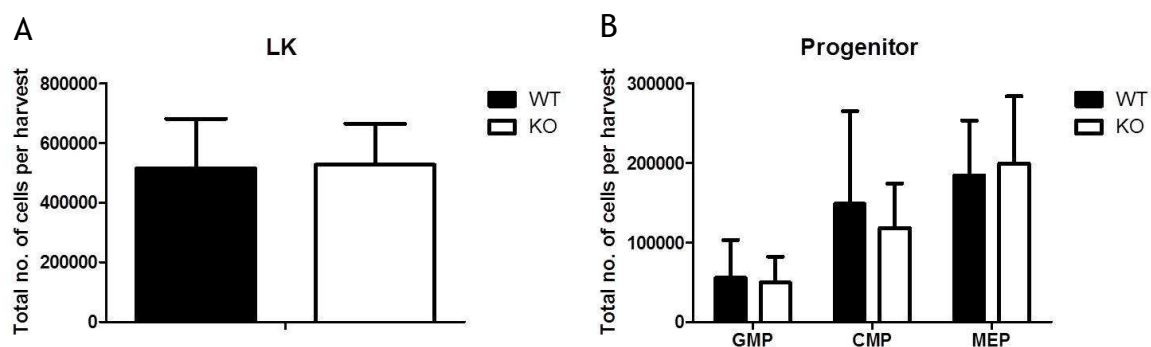 A
LK
Total no. of cells per harvest
800000
600000
400000
200000
0
WT
KO
B
Progenitor
Total no. of cells per harvest
300000
200000
100000
0
GMP
CMP
MEP
WT
KO